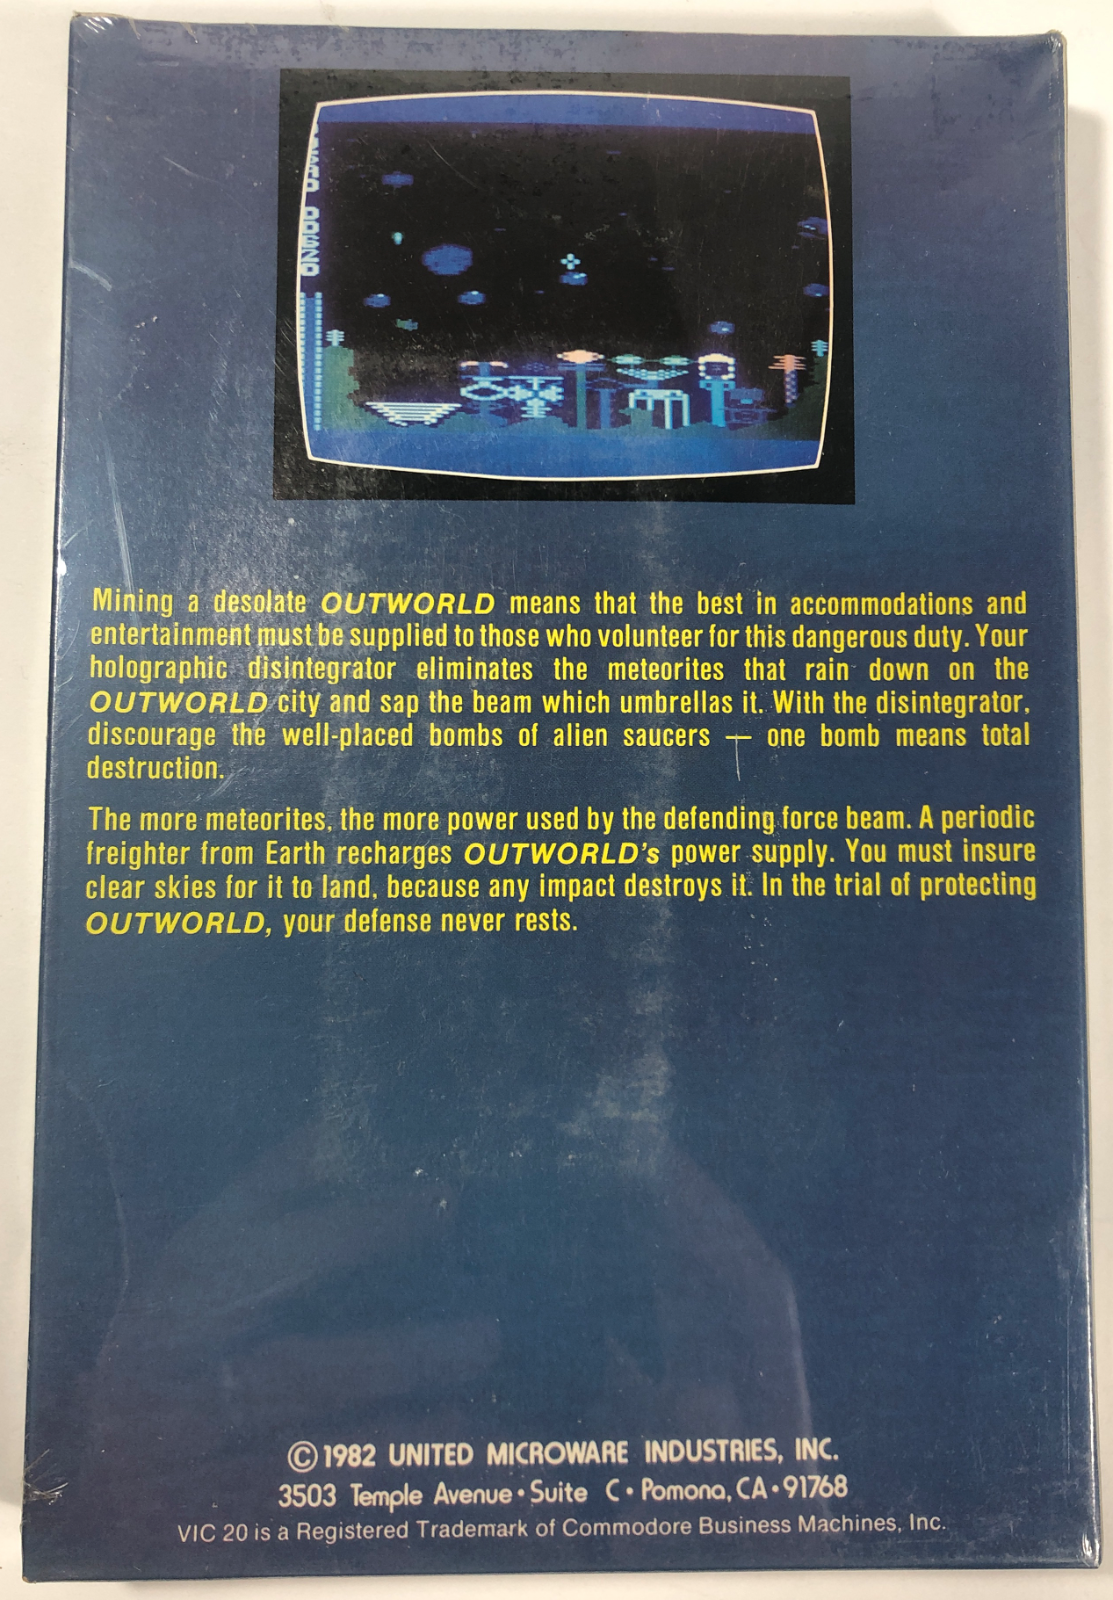 Mining a desolate OUTWORLD means that the best in accommodations and
entertainment must be supplied to those who volunteer for this dangerous duty. Your
holographic disintegrator eliminates the meteorites that rain down on the
OUTWORLD city and sap the beam which umbrellas it. With the disintegrator,
discourage the well-placed bombs of alien saucers — one bomb means total
destruction.
The more meteorites, the more power used by the defending force beam. A periodic
freighter from Earth recharges OUTWORLD's power supply. You must insure
clear skies for it to land, because any impact destroys it. In the trial of protecting
OUTWORLD, your defense never rests.
© 1982 UNITED MICROWARE INDUSTRIES, INC.
3503 Temple Avenue • Suite C • Pomona, CA • 91768
VIC 20 is a Registered Trademark of Commodore Business Machines, Inc.